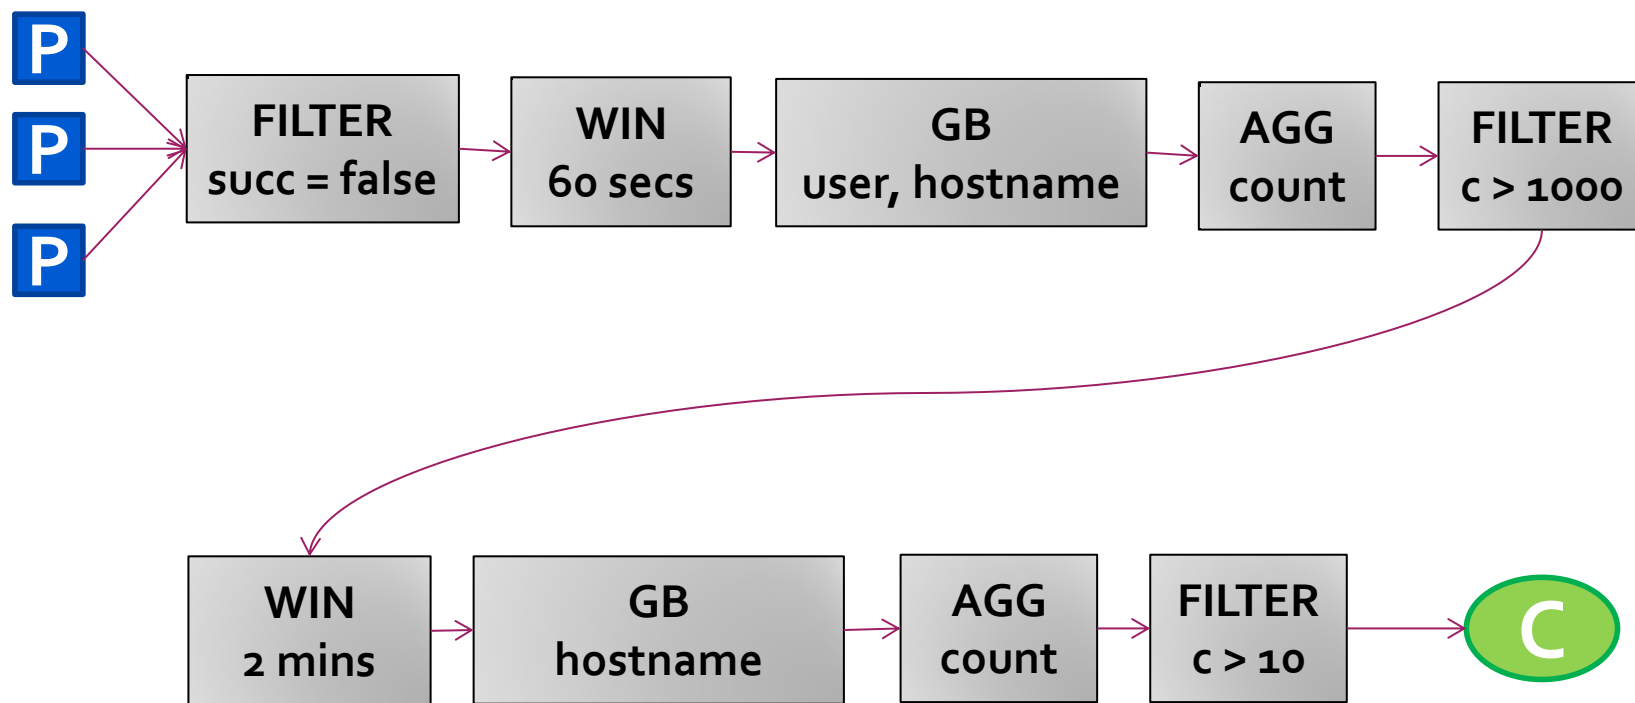 P
P
P
FILTER
succ = false
WIN
60 secs
GB
user, hostname
AGG
count
FILTER
c > 1000
WIN
2 mins
GB
hostname
AGG
count
FILTER
c > 10
C